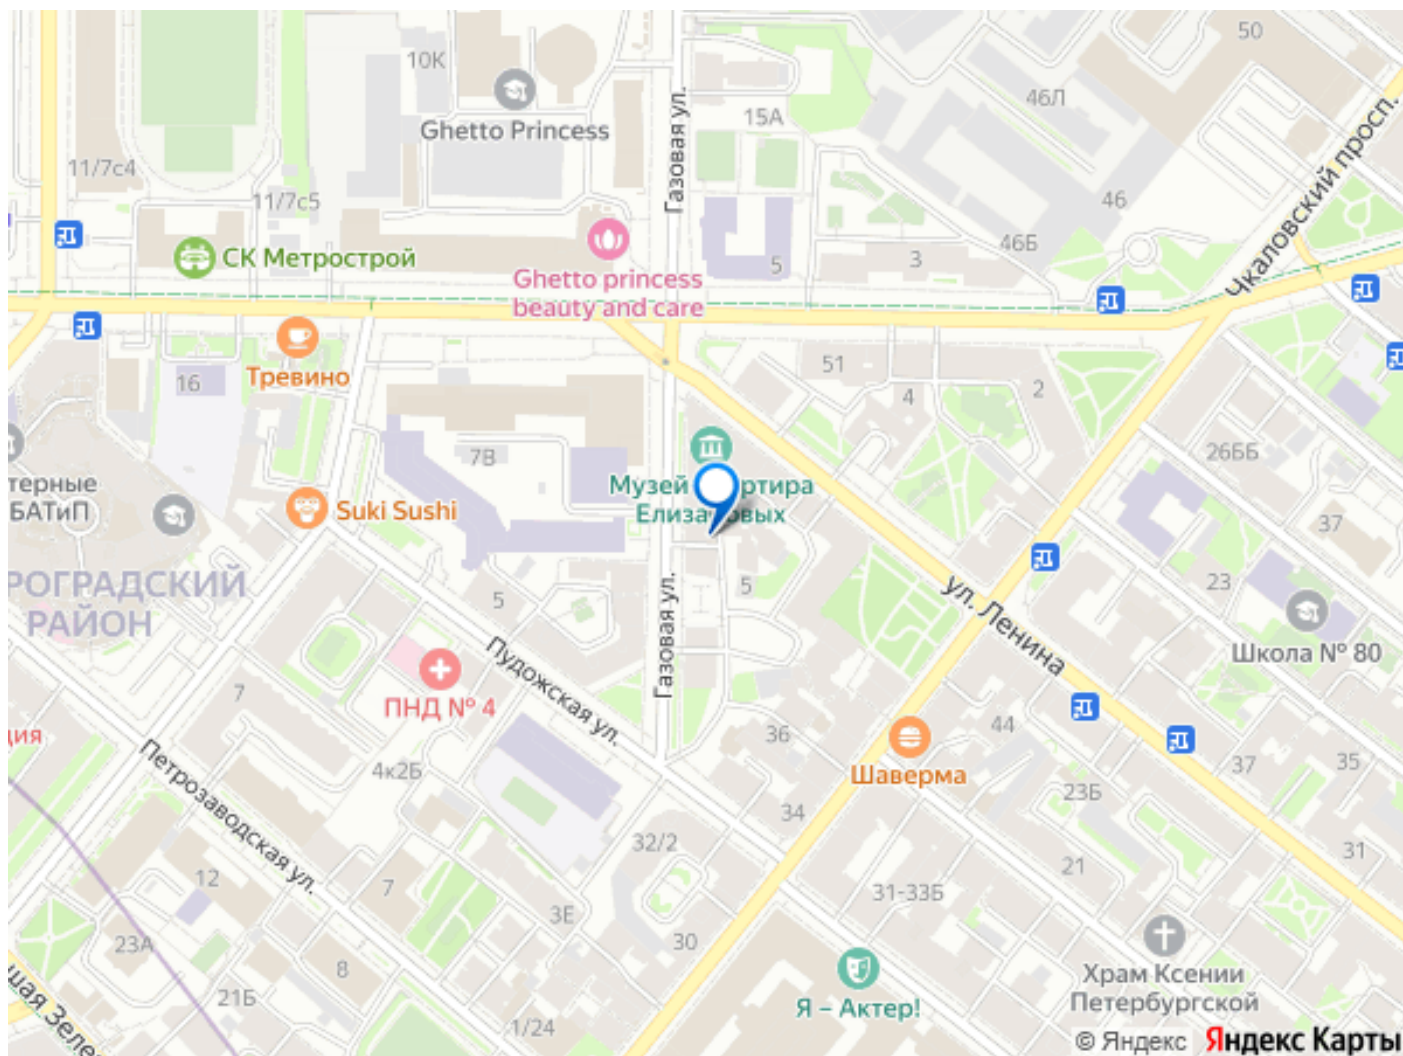 50
10К
46Л
Ghetto Princess
15А
Газовая ул.
Чкаловский просп.
11/7с4
11/7с5
46
46Б
СК Метрострой
3
5
Ghetto princess
beauty and care
16
Тревино
51
4
2
7В
26ББ
Музей
Suki Sushi
37
терные
БАТиП
РОГРАДСКИЙ
РАЙОН
5
5
Газовая ул.
23
ул. Ленина
Школа № 80
Пудожская ул.
ПНД № 4
7
дия
36
44
Шаверма
37
35
4к2Б
Петрозаводская ул.
34
23Б
32/2
31
21
12
7
31-33Б
3Е
30
23А
8
21Б
Я – Актер!
Храм Ксении
Петербургской
1/24
© Яндекс Яндекс Карты